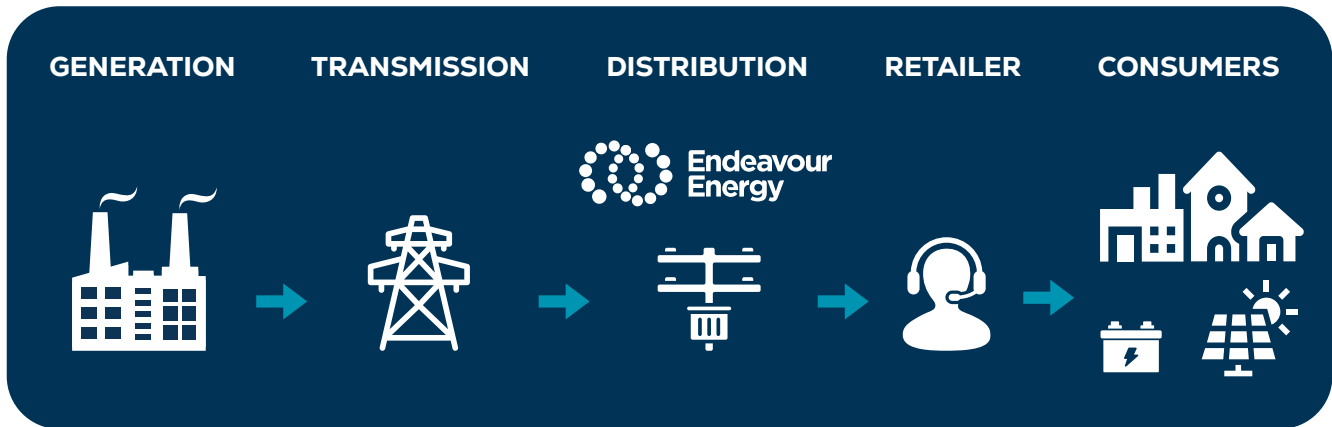 GENERATION
TRANSMISSION
DISTRIBUTION
RETAILER
CONSUMERS
Endeavour
Energy